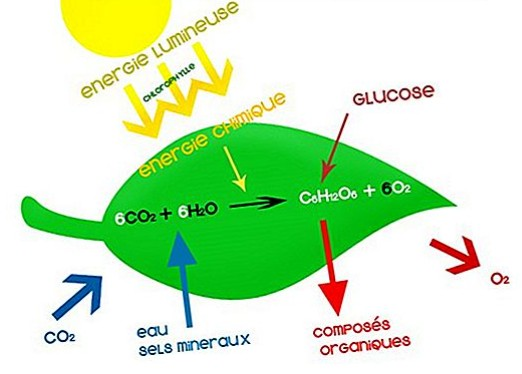 energie lumineuse
chlorophylle
energie chimique
glucose
6CO₂ + 6H₂O
C₆H₁₂O₆ + 6O₂
CO₂
eau
sels mineraux
composés
organiques
O₂